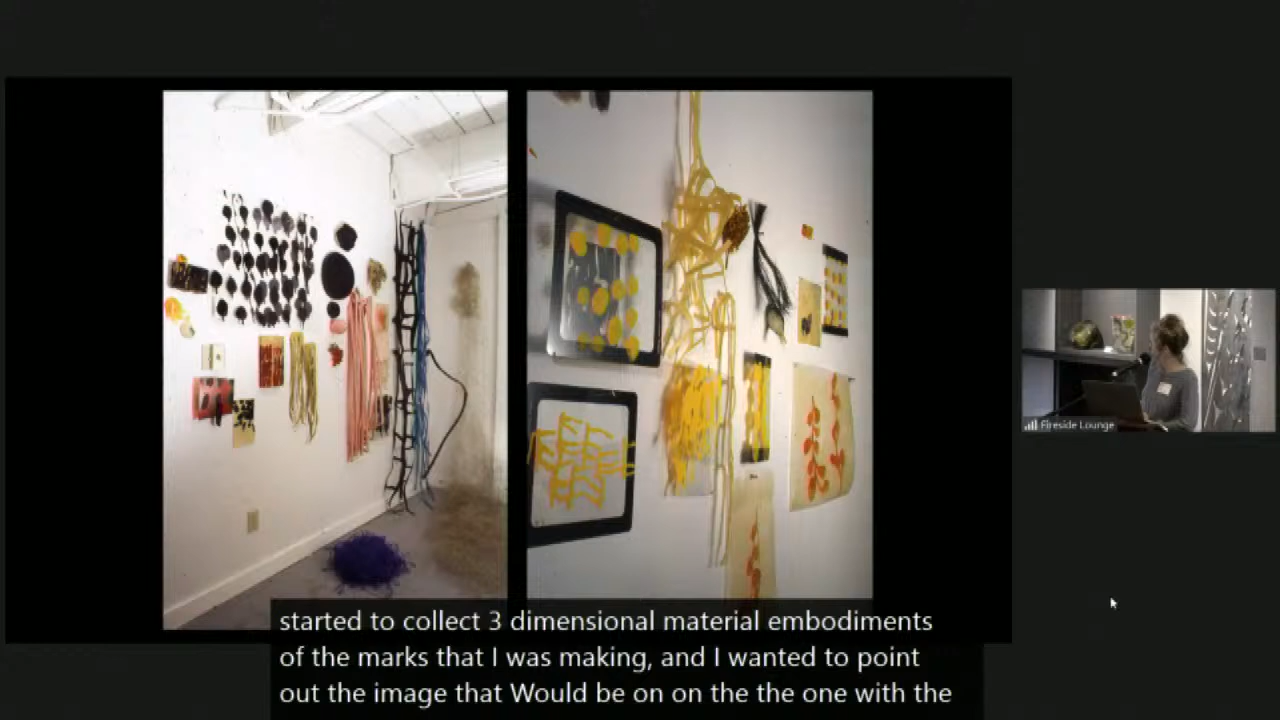 Fireside Lounge
started to collect 3 dimensional material embodiments
of the marks that I was making, and I wanted to point
out the image that Would be on on the the one with the